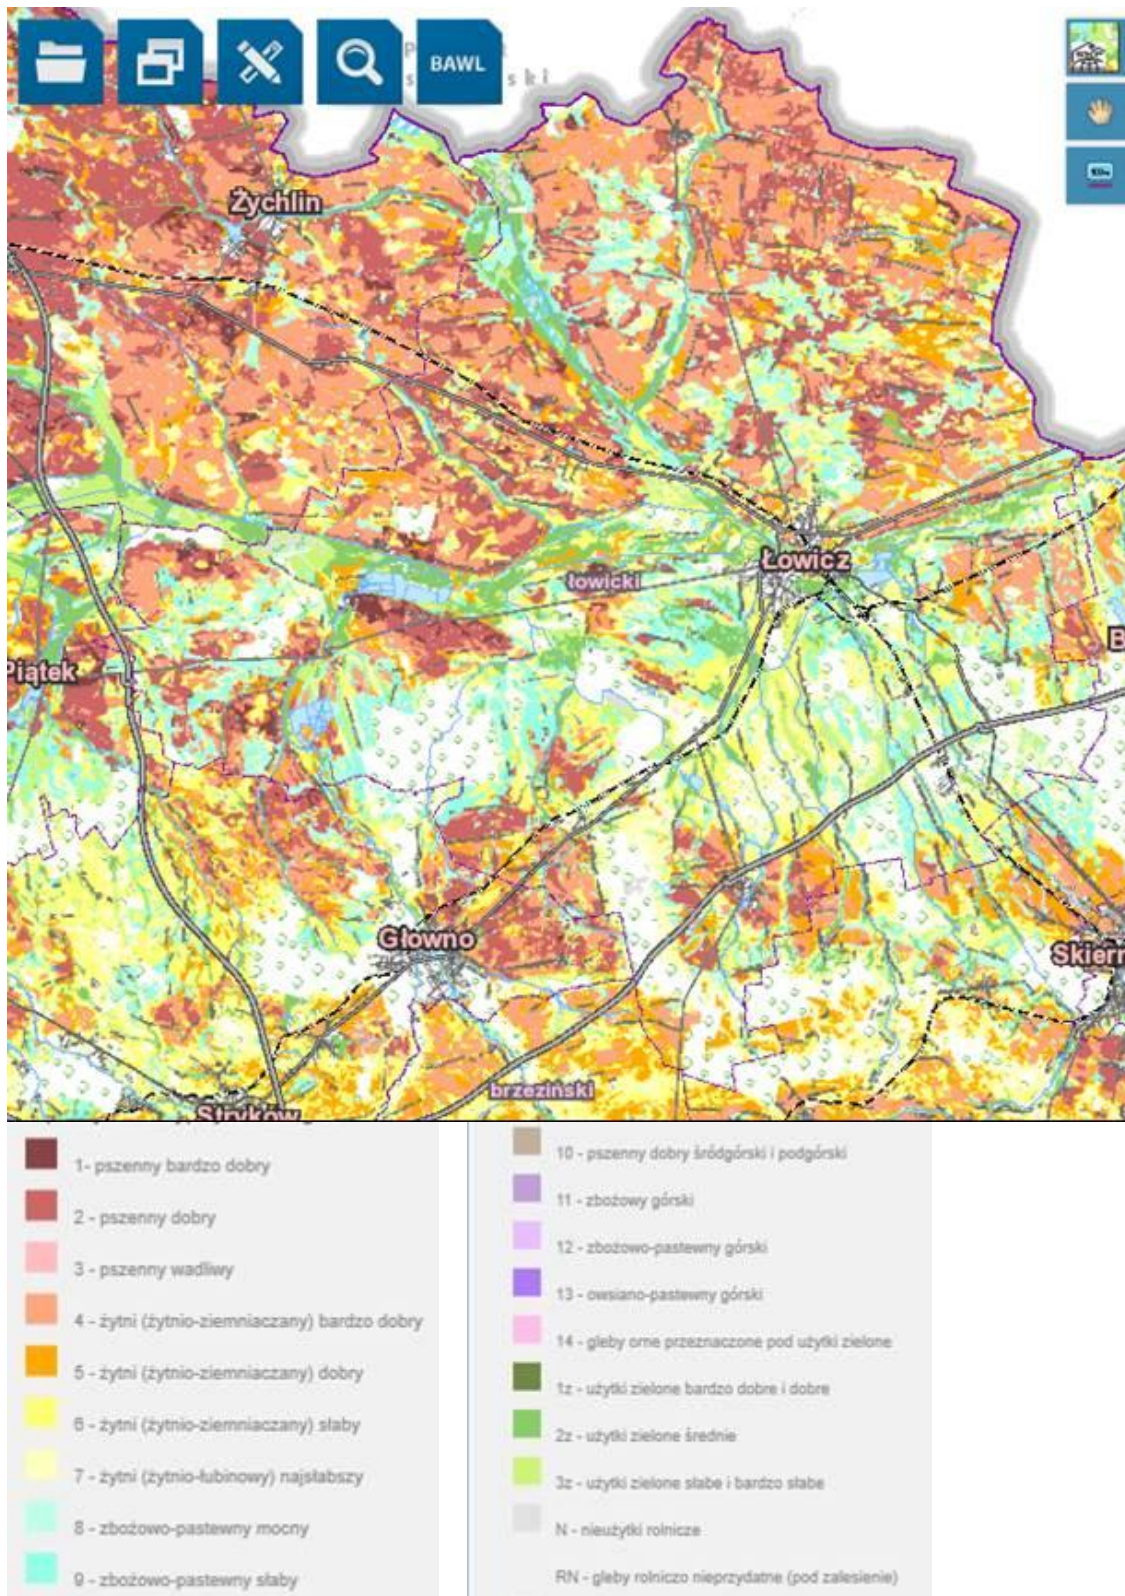 BAWL
P
s
s k i
Żychlin
Łowicz
łowicki
B
Piątek
Głowno
Skiern
brzeziński
Stryków
1- pszenny bardzo dobry
2 - pszenny dobry
3 - pszenny wadliwy
4 - żytni (żytnio-ziemniaczany) bardzo dobry
5 - żytni (żytnio-ziemniaczany) dobry
6 - żytni (żytnio-ziemniaczany) słaby
7 - żytni (żytnio-łubinowy) najsłabszy
8 - zbożowo-pastewny mocny
9 - zbożowo-pastewny słaby
10 - pszenny dobry śródgórski i podgórski
11 - zbożowy górski
12 - zbożowo-pastewny górski
13 - owsiano-pastewny górski
14 - gleby orne przeznaczone pod użytki zielone
1z - użytki zielone bardzo dobre i dobre
2z - użytki zielone średnie
3z - użytki zielone słabe i bardzo słabe
N - nieużytki rolnicze
RN - gleby rolniczo nieprzydatne (pod zalesienie)